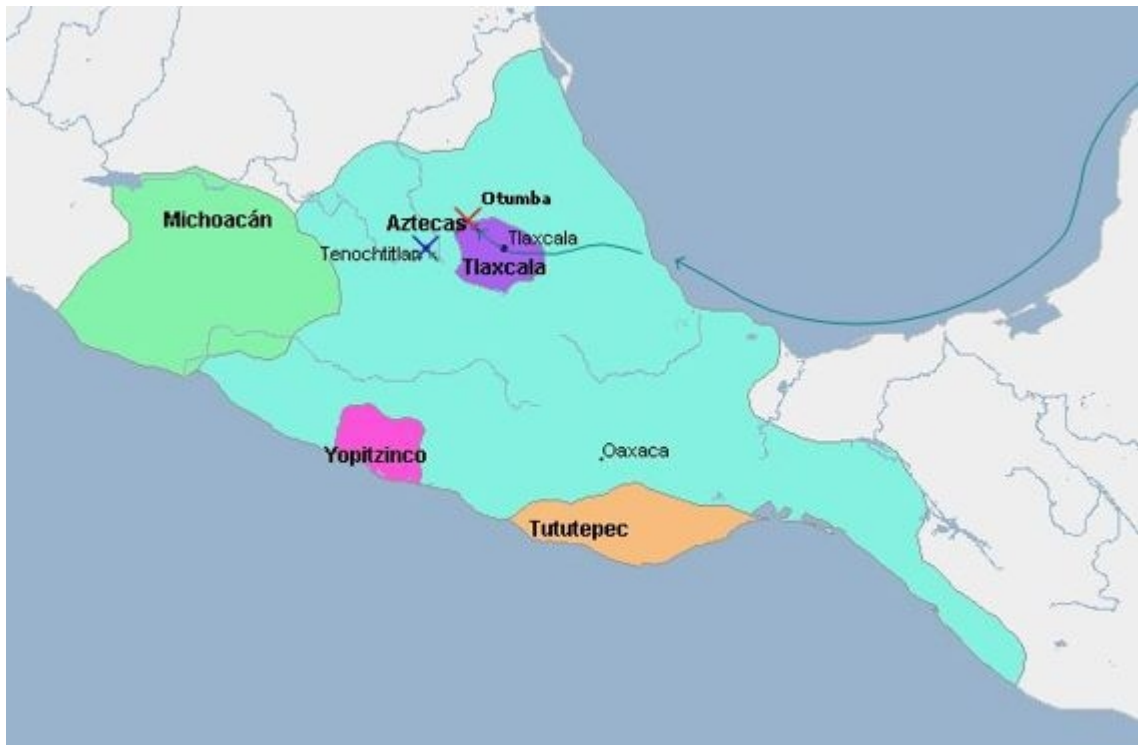 Otumba
Michoacán
Aztecas
Tlaxcala
Tenochtitlan
Tlaxcala
Yopitzinco
Oaxaca
Tututepec